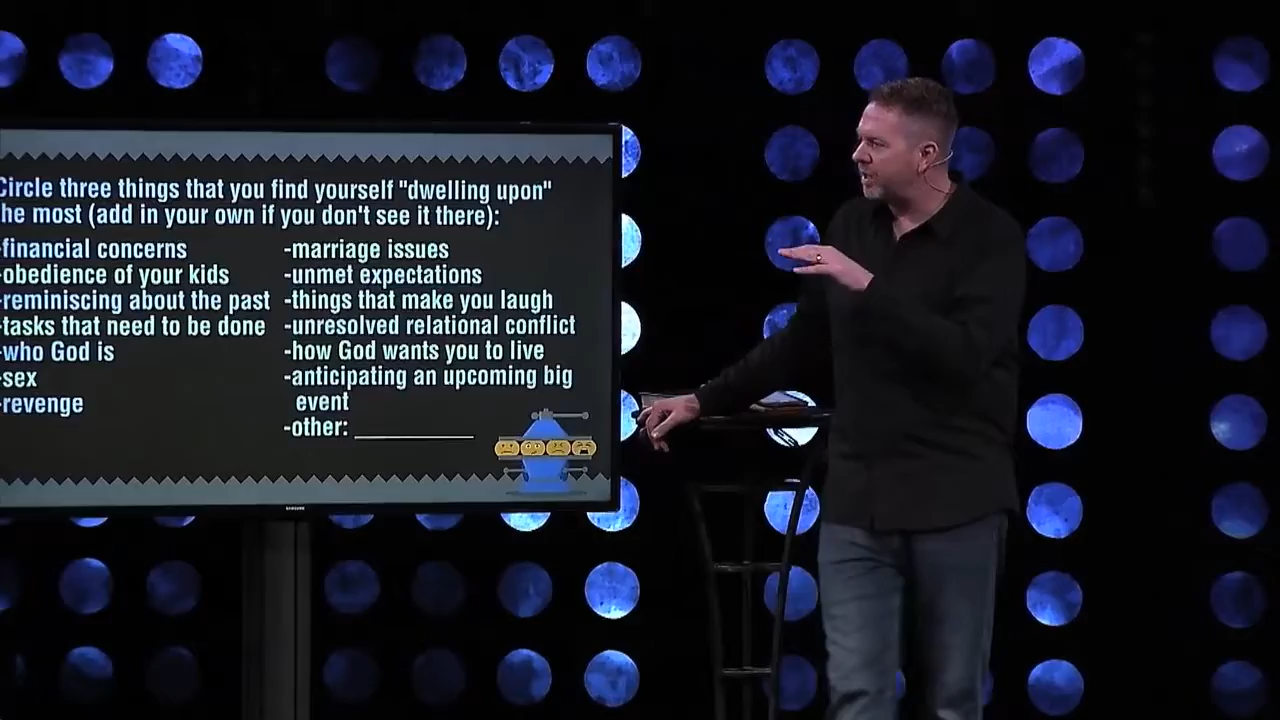 Circle three things that you find yourself "dwelling upon"
he most (add in your own if you don't see it there):
-financial concerns
-obedience of your kids
-reminiscing about the past
-tasks that need to be done
-who God is
-sex
-revenge
-marriage issues
-unmet expectations
-things that make you laugh
-unresolved relational conflict
-how God wants you to live
-anticipating an upcoming big
event
-other: ___________
SAMSUNG